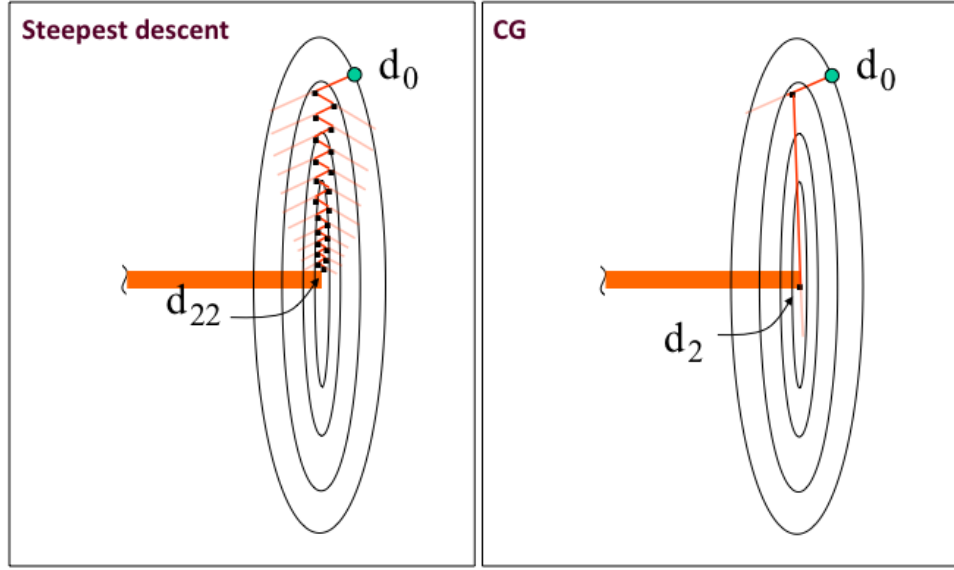 Steepest descent
d₀
d₂₂
CG
d₀
d₂